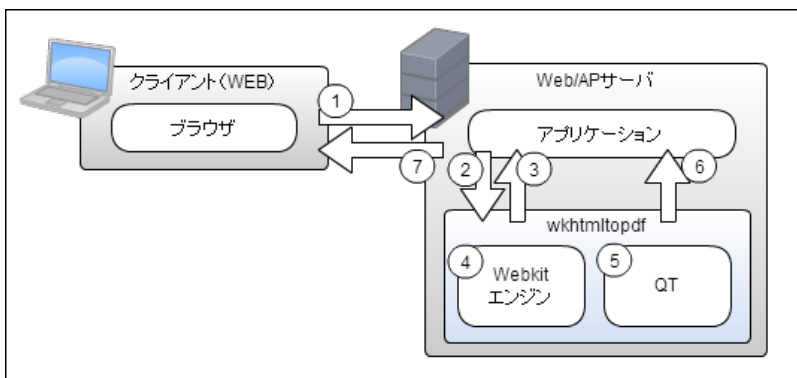 クライアント(WEB)
ブラウザ
1
7
Web/APサーバ
アプリケーション
2
3
6
wkhtmltopdf
4
Webkit
エンジン
5
QT